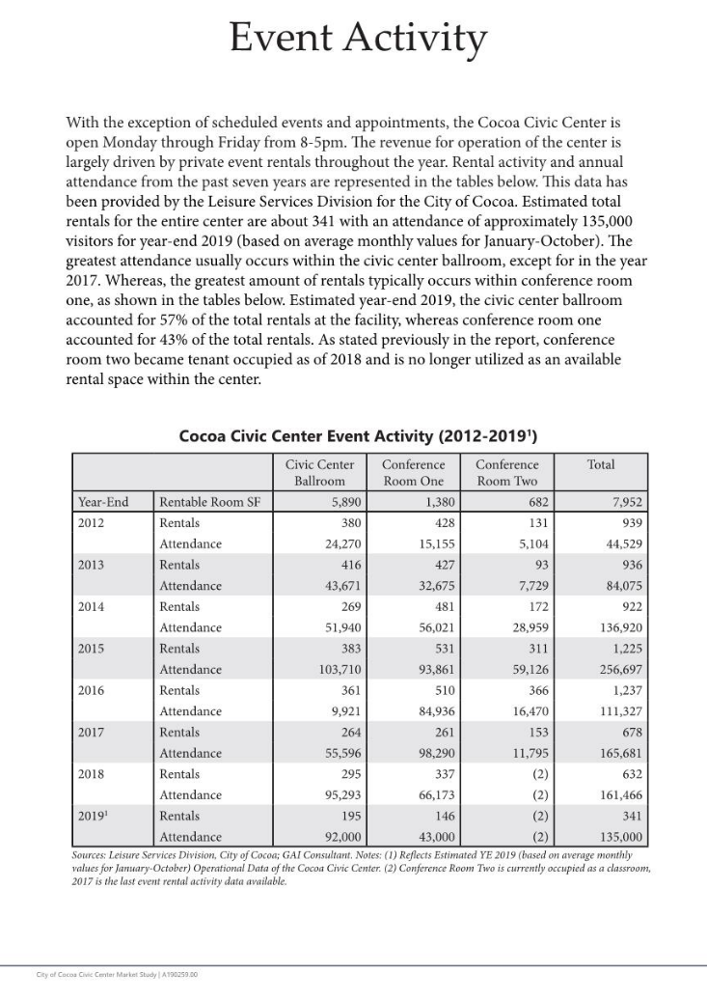 Event Activity
With the exception of scheduled events and appointments, the Cocoa Civic Center is
open Monday through Friday from 8-5pm. The revenue for operation of the center is
largely driven by private event rentals throughout the year. Rental activity and annual
attendance from the past seven years are represented in the tables below. This data has
been provided by the Leisure Services Division for the City of Cocoa. Estimated total
rentals for the entire center are about 341 with an attendance of approximately 135,000
visitors for year-end 2019 (based on average monthly values for January-October). The
greatest attendance usually occurs within the civic center ballroom, except for in the year
2017. Whereas, the greatest amount of rentals typically occurs within conference room
one, as shown in the tables below. Estimated year-end 2019, the civic center ballroom
accounted for 57% of the total rentals at the facility, whereas conference room one
accounted for 43% of the total rentals. As stated previously in the report, conference
room two became tenant occupied as of 2018 and is no longer utilized as an available
rental space within the center.
Cocoa Civic Center Event Activity (2012-2019¹)
Civic Center Ballroom Conference Room One Conference Room Two Total
Year-End Rentable Room SF 5,890 1,380 682 7,952
2012 Rentals 380 428 131 939
Attendance 24,270 15,155 5,104 44,529
2013 Rentals 416 427 93 936
Attendance 43,671 32,675 7,729 84,075
2014 Rentals 269 481 172 922
Attendance 51,940 56,021 28,959 136,920
2015 Rentals 383 531 311 1,225
Attendance 103,710 93,861 59,126 256,697
2016 Rentals 361 510 366 1,237
Attendance 9,921 84,936 16,470 111,327
2017 Rentals 264 261 153 678
Attendance 55,596 98,290 11,795 165,681
2018 Rentals 295 337 (2) 632
Attendance 95,293 66,173 (2) 161,466
2019¹ Rentals 195 146 (2) 341
Attendance 92,000 43,000 (2) 135,000
Sources: Leisure Services Division, City of Cocoa; GAI Consultant. Notes: (1) Reflects Estimated YE 2019 (based on average monthly
values for January-October) Operational Data of the Cocoa Civic Center. (2) Conference Room Two is currently occupied as a classroom,
2017 is the last event rental activity data available.
City of Cocoa Civic Center Market Study | A190259.00